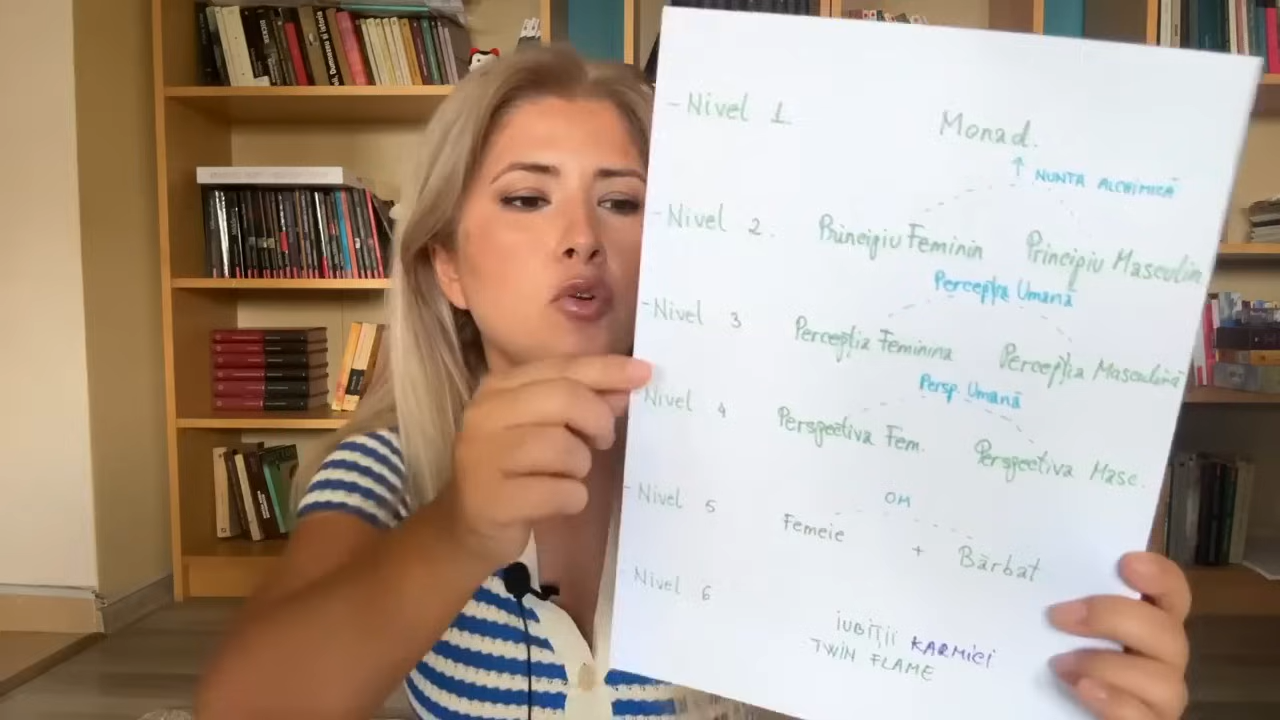 - Nivel 1
Monad.
↑ NUNTA ALCHIMICĂ
- Nivel 2. Principiu Feminin Principiu Masculin
Percepția Umană
- Nivel 3 Percepția Feminina Percepția Masculină
Persp. Umană
Nivel 4 Perspectiva Fem. Perspectiva Masc.
OM
- Nivel 5 Femeie + Bărbat
Nivel 6
IUBIȚII KARMICI
TWIN FLAME